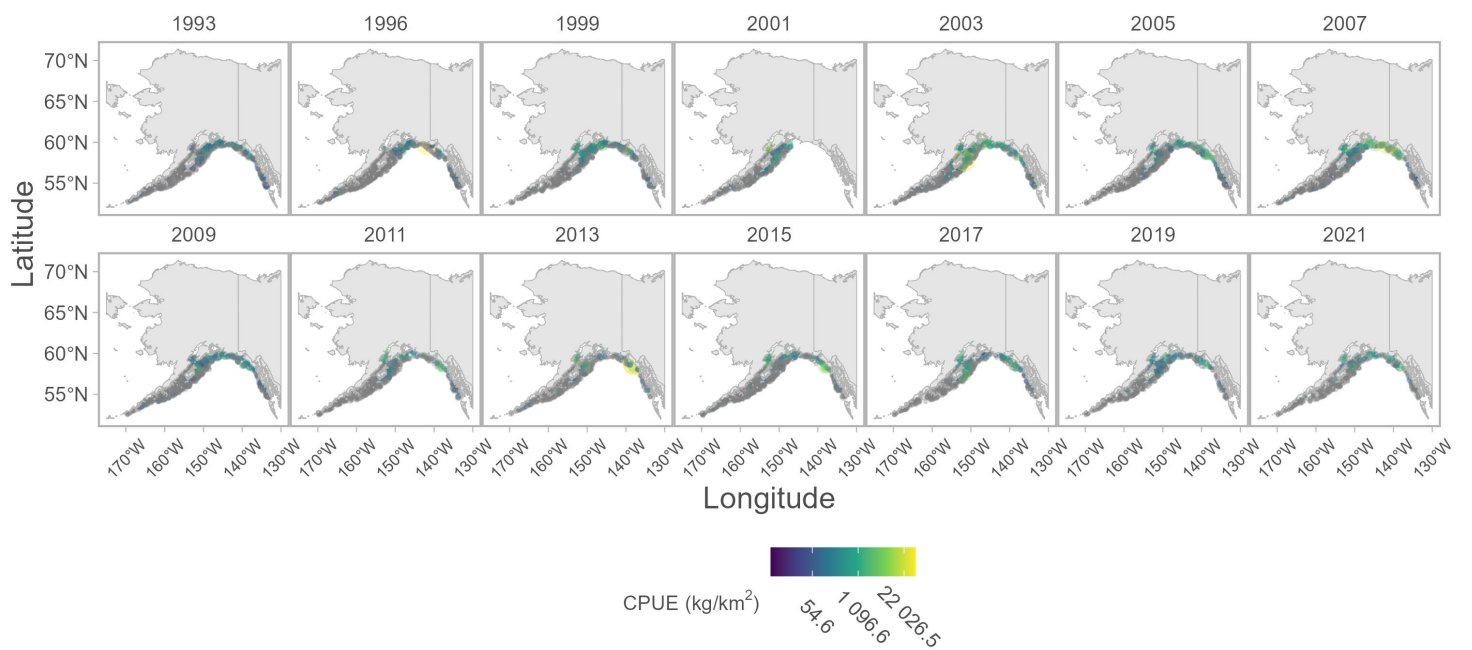 1993 1996 1999 2001 2003 2005 2007
70°N
65°N
60°N
55°N
Latitude
2009 2011 2013 2015 2017 2019 2021
70°N
65°N
60°N
55°N
170°W 160°W 150°W 140°W 130°W 170°W 160°W 150°W 140°W 130°W 170°W 160°W 150°W 140°W 130°W 170°W 160°W 150°W 140°W 130°W 170°W 160°W 150°W 140°W 130°W 170°W 160°W 150°W 140°W 130°W 170°W 160°W 150°W 140°W 130°W
Longitude
CPUE (kg/km²)
54.6 1 096.6 22 026.5